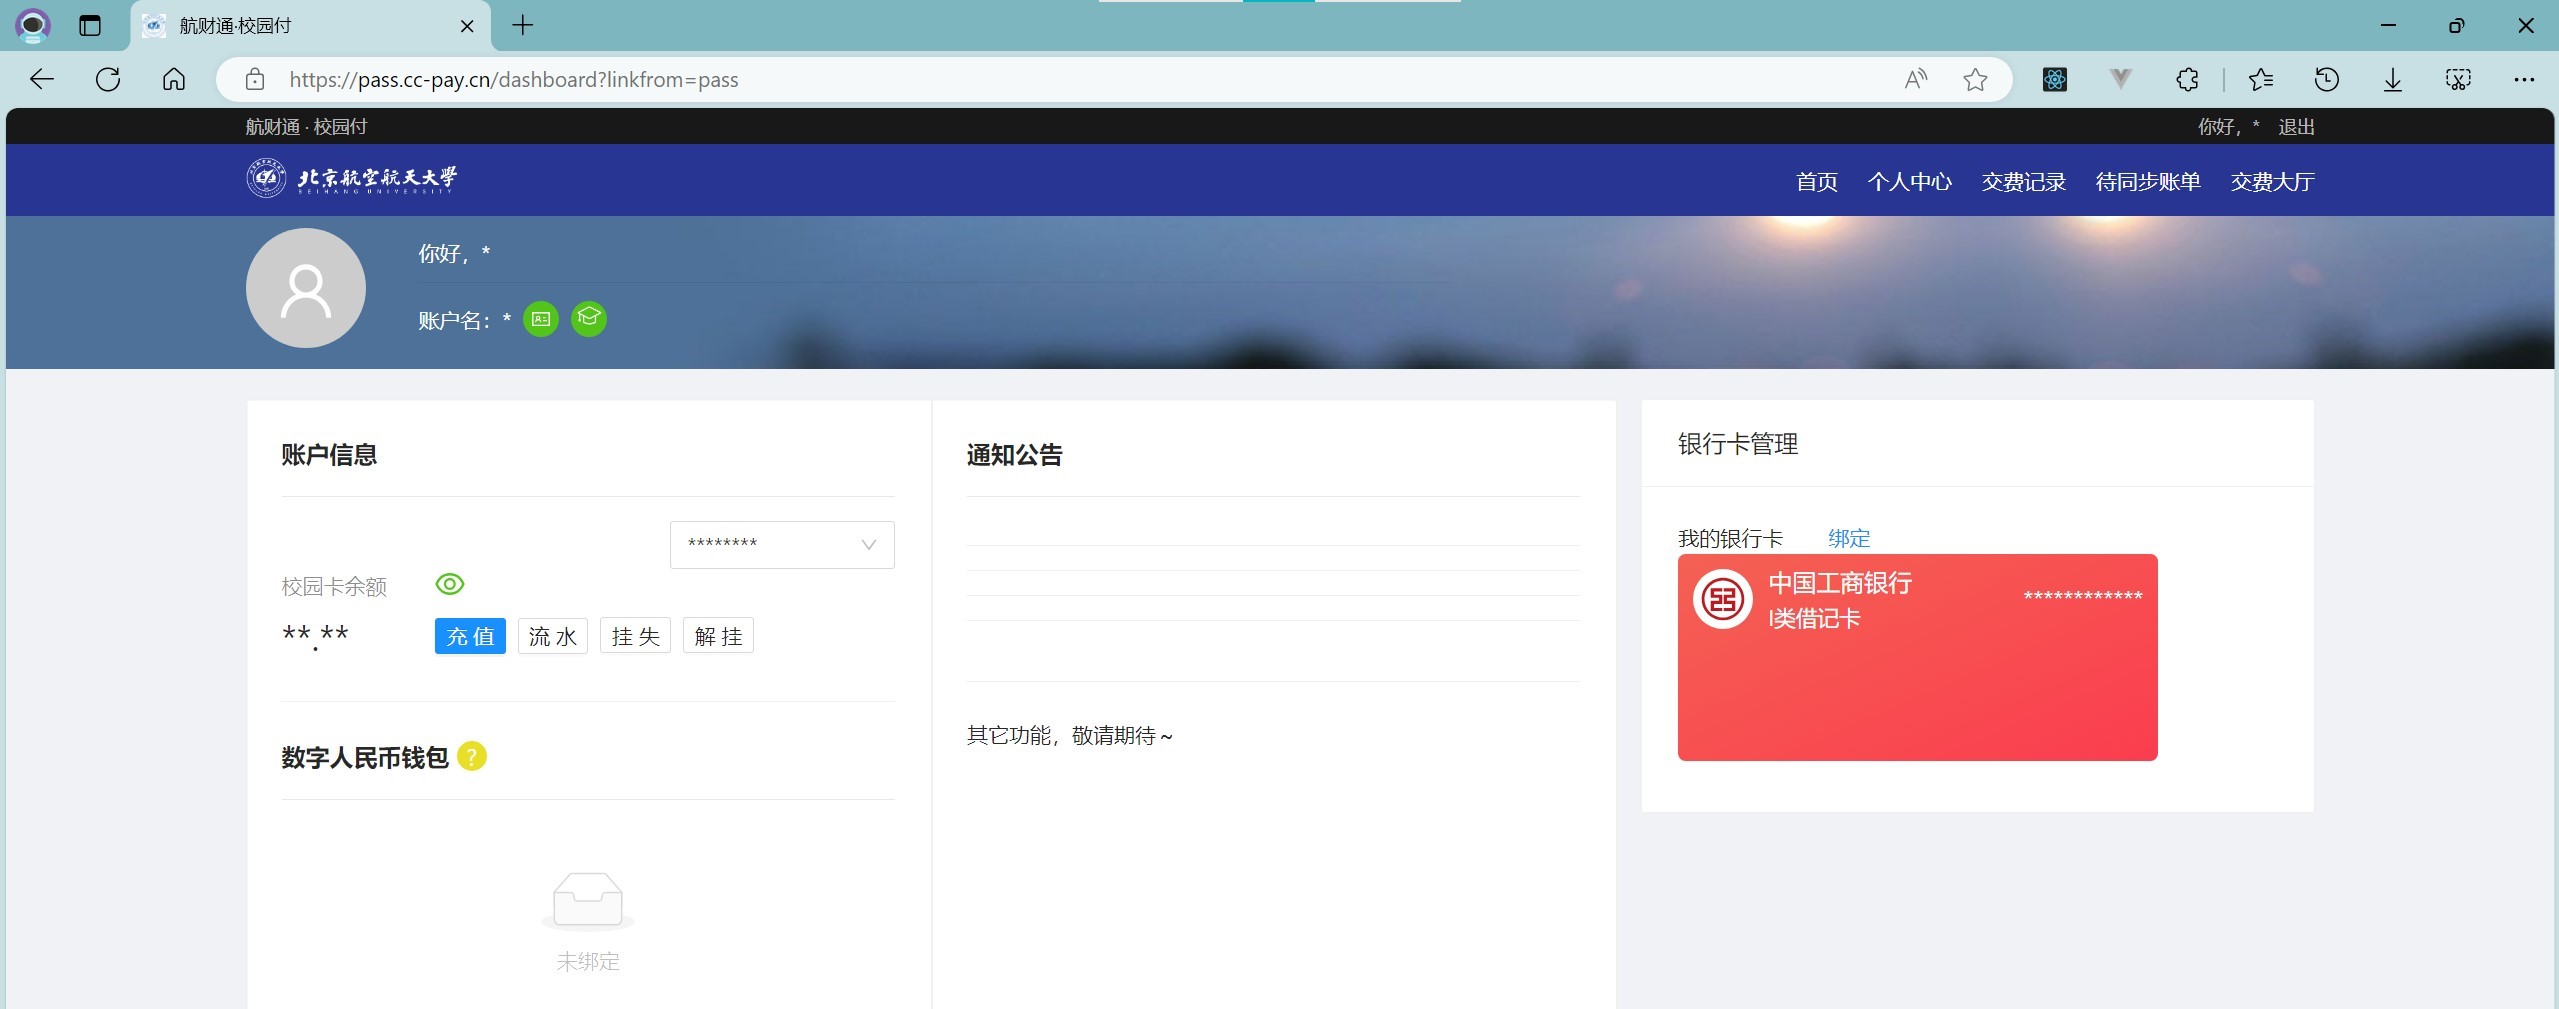 航财通·校园付
https://pass.cc-pay.cn/dashboard?linkfrom=pass
航财通 · 校园付
你好，* 退出
北京航空航天大学
BEIHANG UNIVERSITY
首页 个人中心 交费记录 待同步账单 交费大厅
你好，*
账户名：*
账户信息
********
校园卡余额
**.**
充 值 流 水 挂 失 解 挂
数字人民币钱包 ?
未绑定
通知公告
其它功能，敬请期待 ~
银行卡管理
我的银行卡 绑定
中国工商银行
************
I类借记卡